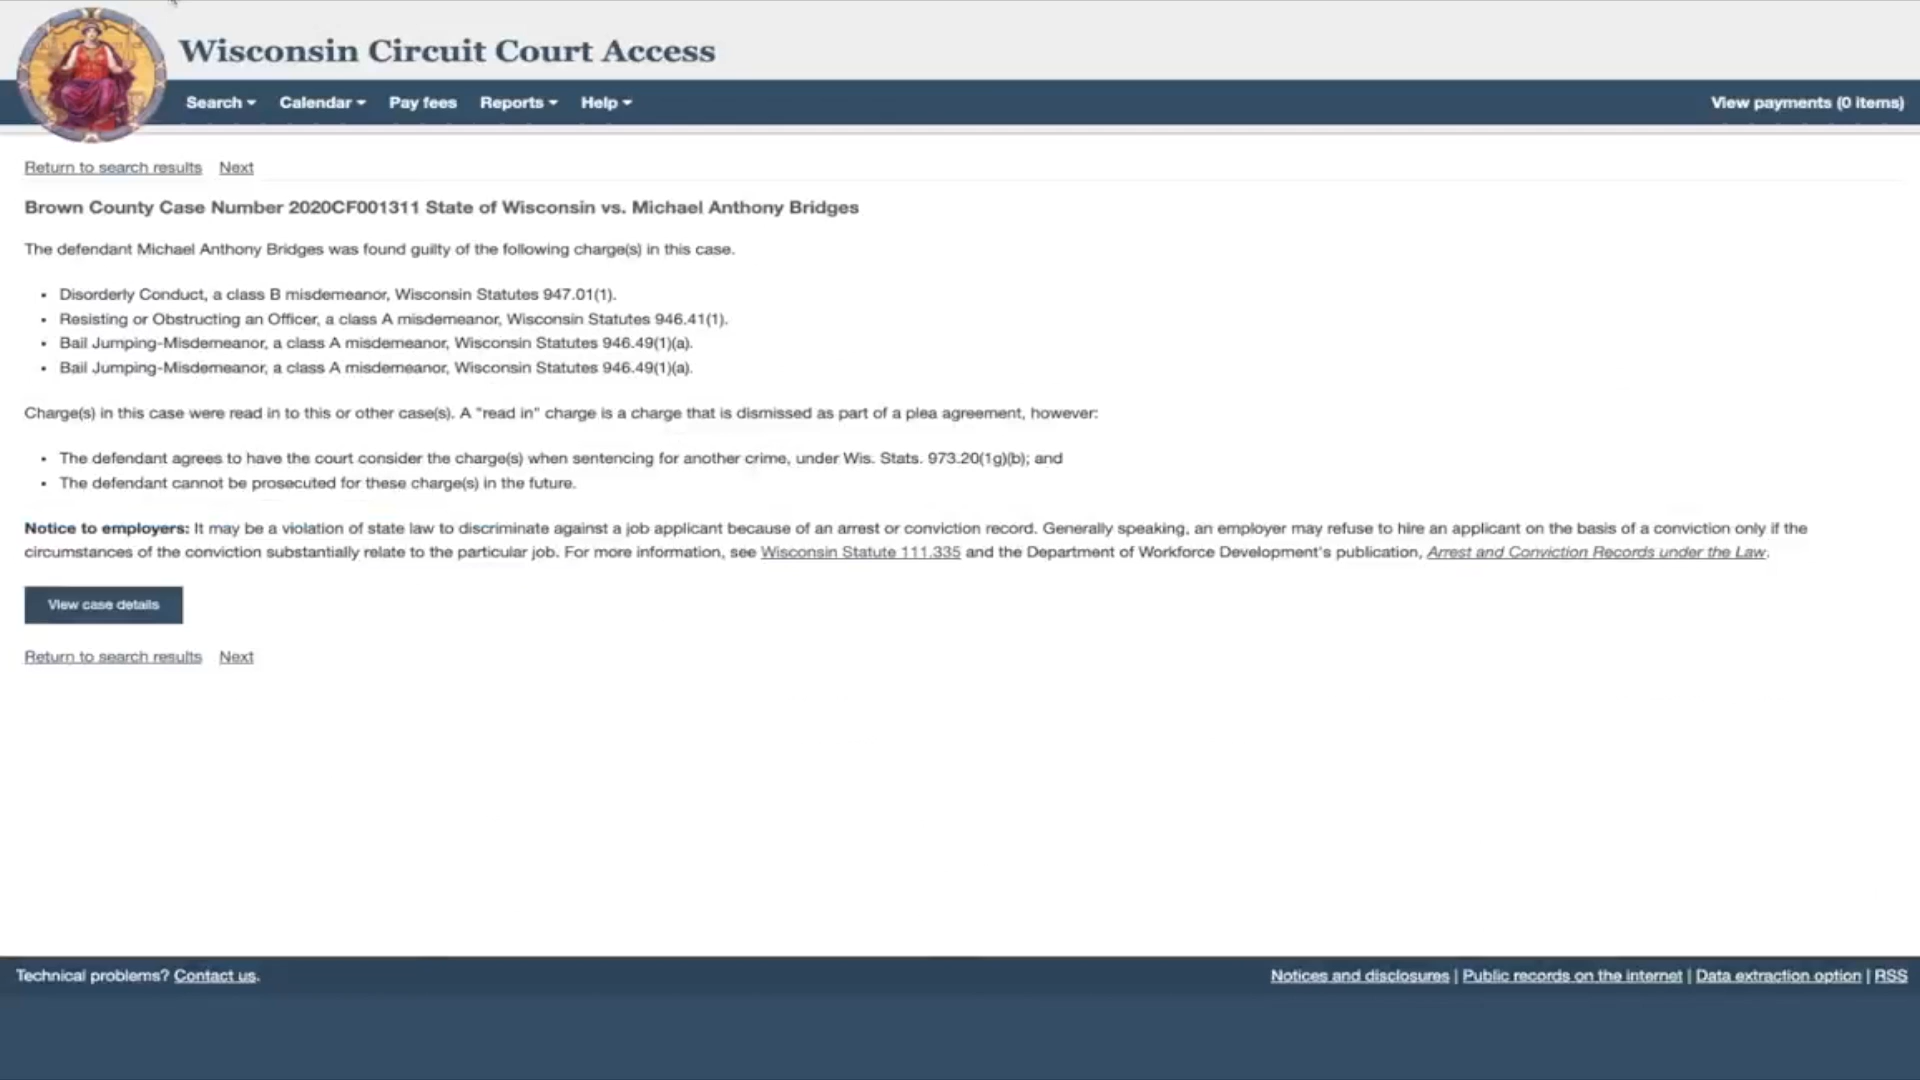 Wisconsin Circuit Court Access
Search Calendar Pay fees Reports Help View payments (0 items)
Return to search results Next
Brown County Case Number 2020CF001311 State of Wisconsin vs. Michael Anthony Bridges
The defendant Michael Anthony Bridges was found guilty of the following charge(s) in this case.
• Disorderly Conduct, a class B misdemeanor, Wisconsin Statutes 947.01(1).
• Resisting or Obstructing an Officer, a class A misdemeanor, Wisconsin Statutes 946.41(1).
• Bail Jumping-Misdemeanor, a class A misdemeanor, Wisconsin Statutes 946.49(1)(a).
• Bail Jumping-Misdemeanor, a class A misdemeanor, Wisconsin Statutes 946.49(1)(a).
Charge(s) in this case were read in to this or other case(s). A "read in" charge is a charge that is dismissed as part of a plea agreement, however:
• The defendant agrees to have the court consider the charge(s) when sentencing for another crime, under Wis. Stats. 973.20(1g)(b); and
• The defendant cannot be prosecuted for these charge(s) in the future.
Notice to employers: It may be a violation of state law to discriminate against a job applicant because of an arrest or conviction record. Generally speaking, an employer may refuse to hire an applicant on the basis of a conviction only if the
circumstances of the conviction substantially relate to the particular job. For more information, see Wisconsin Statute 111.335 and the Department of Workforce Development's publication, Arrest and Conviction Records under the Law.
View case details
Return to search results Next
Technical problems? Contact us. Notices and disclosures | Public records on the internet | Data extraction option | RSS